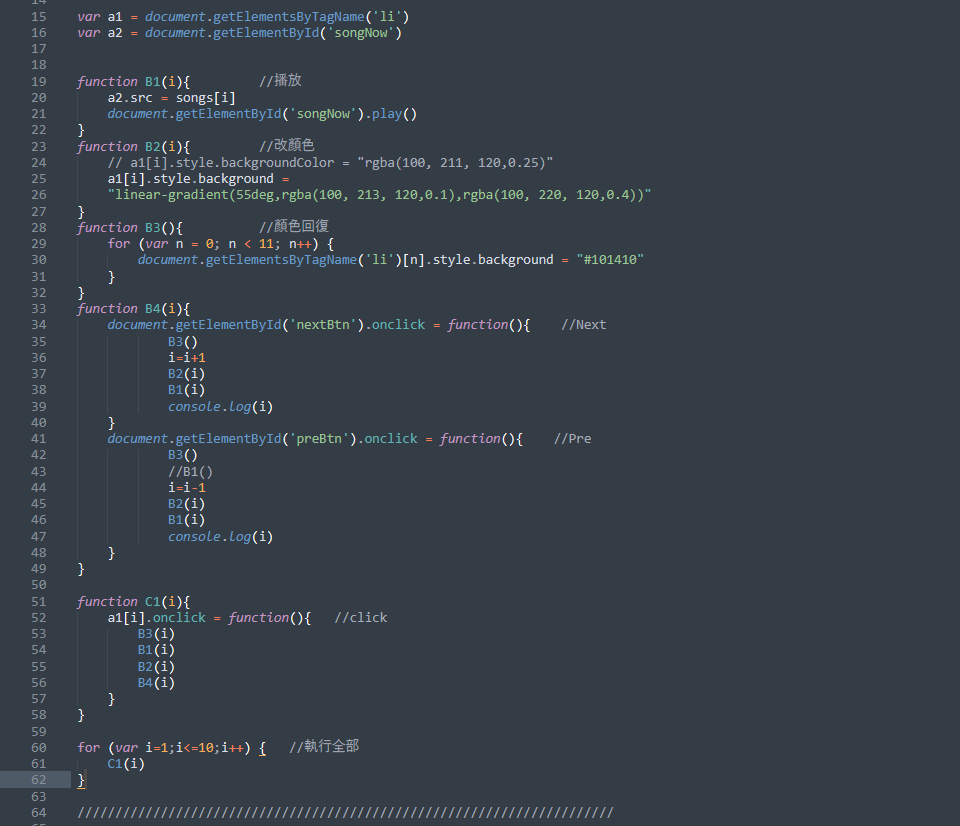 14
15 var a1 = document.getElementsByTagName('li')
16 var a2 = document.getElementById('songNow')
17
18
19 function B1(i){ //播放
20 a2.src = songs[i]
21 document.getElementById('songNow').play()
22 }
23 function B2(i){ //改顏色
24 // a1[i].style.backgroundColor = "rgba(100, 211, 120,0.25)"
25 a1[i].style.background =
26 "linear-gradient(55deg,rgba(100, 213, 120,0.1),rgba(100, 220, 120,0.4))"
27 }
28 function B3(){ //顏色回復
29 for (var n = 0; n < 11; n++) {
30 document.getElementsByTagName('li')[n].style.background = "#101410"
31 }
32 }
33 function B4(i){
34 document.getElementById('nextBtn').onclick = function(){ //Next
35 B3()
36 i=i+1
37 B2(i)
38 B1(i)
39 console.log(i)
40 }
41 document.getElementById('preBtn').onclick = function(){ //Pre
42 B3()
43 //B1()
44 i=i-1
45 B2(i)
46 B1(i)
47 console.log(i)
48 }
49 }
50
51 function C1(i){
52 a1[i].onclick = function(){ //click
53 B3(i)
54 B1(i)
55 B2(i)
56 B4(i)
57 }
58 }
59
60 for (var i=1;i<=10;i++) { //執行全部
61 C1(i)
62 }
63
64 ///////////////////////////////////////////////////////////////////////